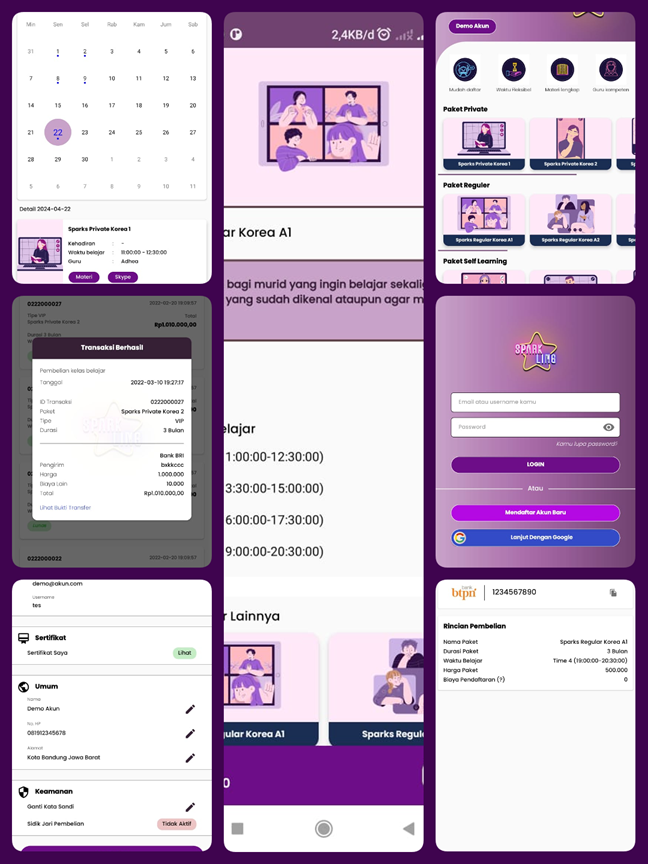 Min Sen Sel Rab Kam Jum Sab
31 1 2 3 4 5 6
7 8 9 10 11 12 13
14 15 16 17 18 19 20
21 22 23 24 25 26 27
28 29 30 1 2 3 4
5 6 7 8 9 10 11
Detail 2024-04-22
Sparks Private Korea 1
Kehadiran : -
Waktu belajar : 11:00:00 - 12:30:00
Guru : Adhea
Materi Skype
0222000027 2022-03-20 19:59:57
Tipe VIP Total
Sparks Private Korea 2 Rp1.010.000,00
Durasi 3 Bulan
Transaksi Berhasil
Pembelian kelas belajar
Tanggal 2022-03-10 19:27:17
ID Transaksi 0222000027
Paket Sparks Private Korea 2
Tipe VIP
Durasi 3 Bulan
Bank BRI
Pengirim bxkkccc
Harga 1.000.000
Biaya Lain 10.000
Total Rp1.010.000,00
Lihat Bukti Transfer
0222000022 2022-03-20 19:59:57
demo@akun.com
Username
tes
Sertifikat
Sertifikat Saya Lihat
Umum
Nama
Demo Akun
No. HP
081912345678
Alamat
Kota Bandung Jawa Barat
Keamanan
Ganti Kata Sandi
Sidik Jari Pembelian Tidak Aktif
2,4KB/d
ar Korea A1
bagi murid yang ingin belajar sekalig
yang sudah dikenal ataupun agar m
elajar
1:00:00-12:30:00)
3:30:00-15:00:00)
6:00:00-17:30:00)
9:00:00-20:30:00)
r Lainnya
gular Korea A1 Sparks Regula
0
Demo Akun
Mudah daftar Waktu Fleksibel Materi lengkap Guru kompeten
Paket Private
Sparks Private Korea 1 Sparks Private Korea 2
Paket Reguler
Sparks Regular Korea A1 Sparks Regular Korea A2
Paket Self Learning
SPARK
LING
Email atau username kamu
Password
Kamu lupa password?
LOGIN
Atau
Mendaftar Akun Baru
Lanjut Dengan Google
bank
btpn 1234567890
Rincian Pembelian
Nama Paket Sparks Regular Korea A1
Durasi Paket 3 Bulan
Waktu Belajar Time 4 (19:00:00-20:30:00)
Harga Paket 500.000
Biaya Pendaftaran (?) 0